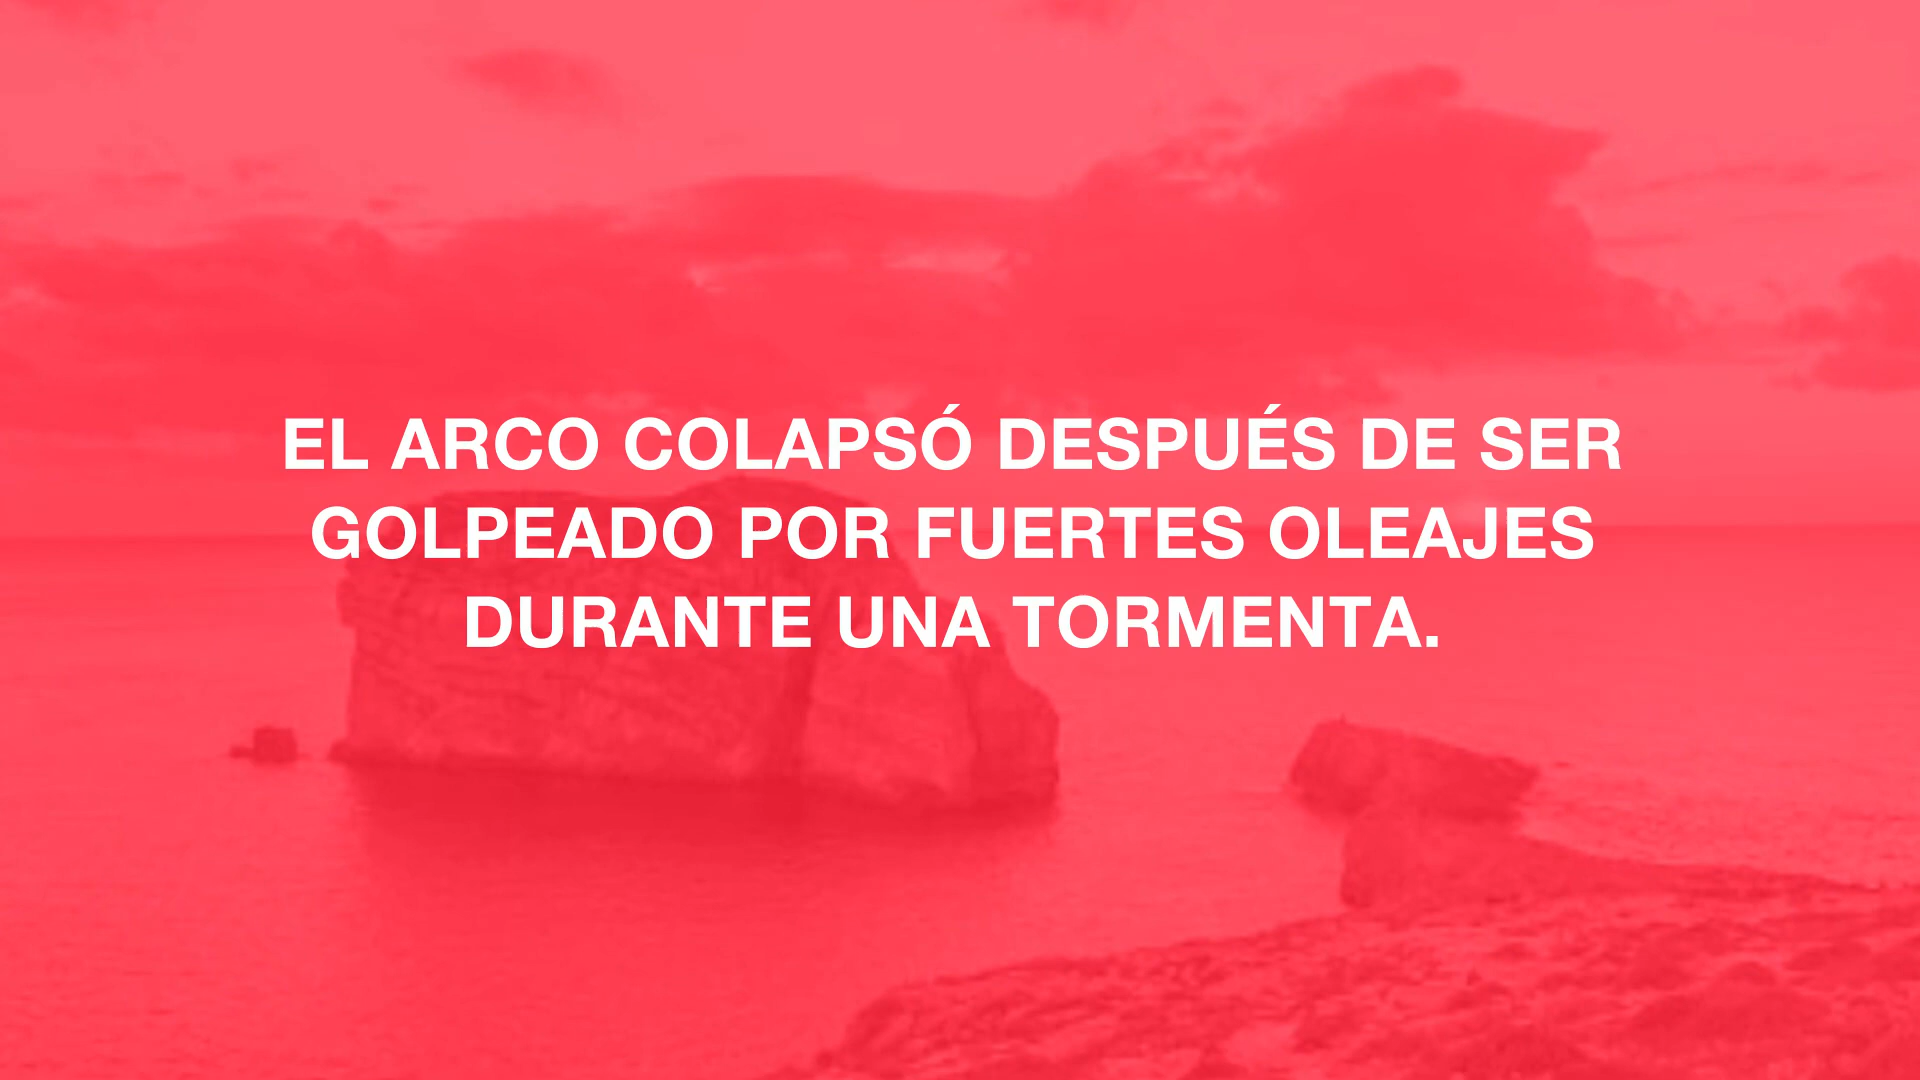 EL ARCO COLAPSÓ DESPUÉS DE SER
GOLPEADO POR FUERTES OLEAJES
DURANTE UNA TORMENTA.